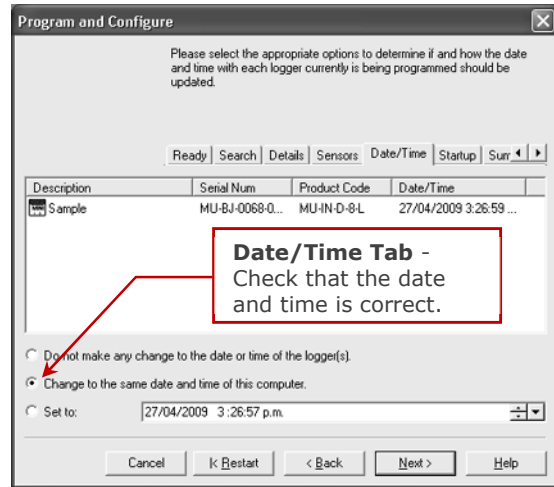 Program and Configure
Please select the appropriate options to determine if and how the date
and time with each logger currently is being programmed should be
updated.
Ready Search Details Sensors Date/Time Startup Sum
Description Serial Num Product Code Date/Time
Sample MU-BJ-0068-0... MU-IN-D-8-L 27/04/2009 3:26:59 ...
Date/Time Tab -
Check that the date
and time is correct.
Do not make any change to the date or time of the logger(s).
Change to the same date and time of this computer.
Set to: 27/04/2009 3:26:57 p.m.
Cancel |< Restart < Back Next > Help